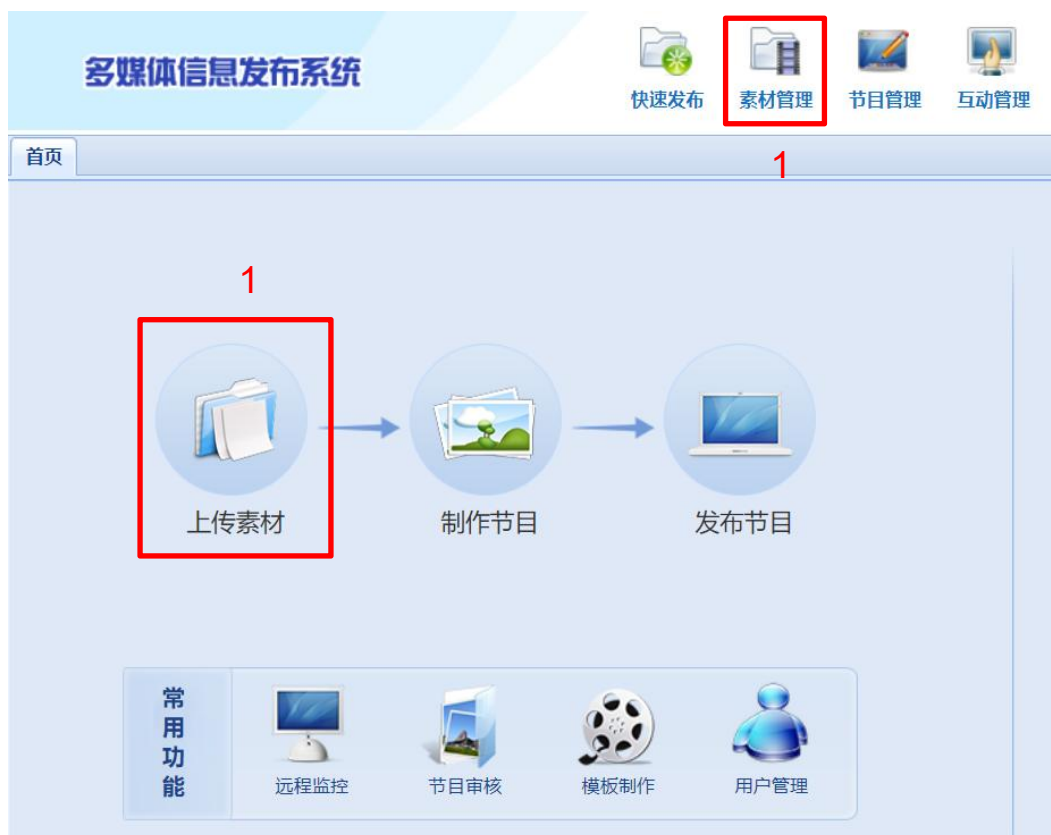 多媒体信息发布系统
快速发布 素材管理 节目管理 互动管理
首页
1
1
上传素材 制作节目 发布节目
常用功能
远程监控 节目审核 模板制作 用户管理